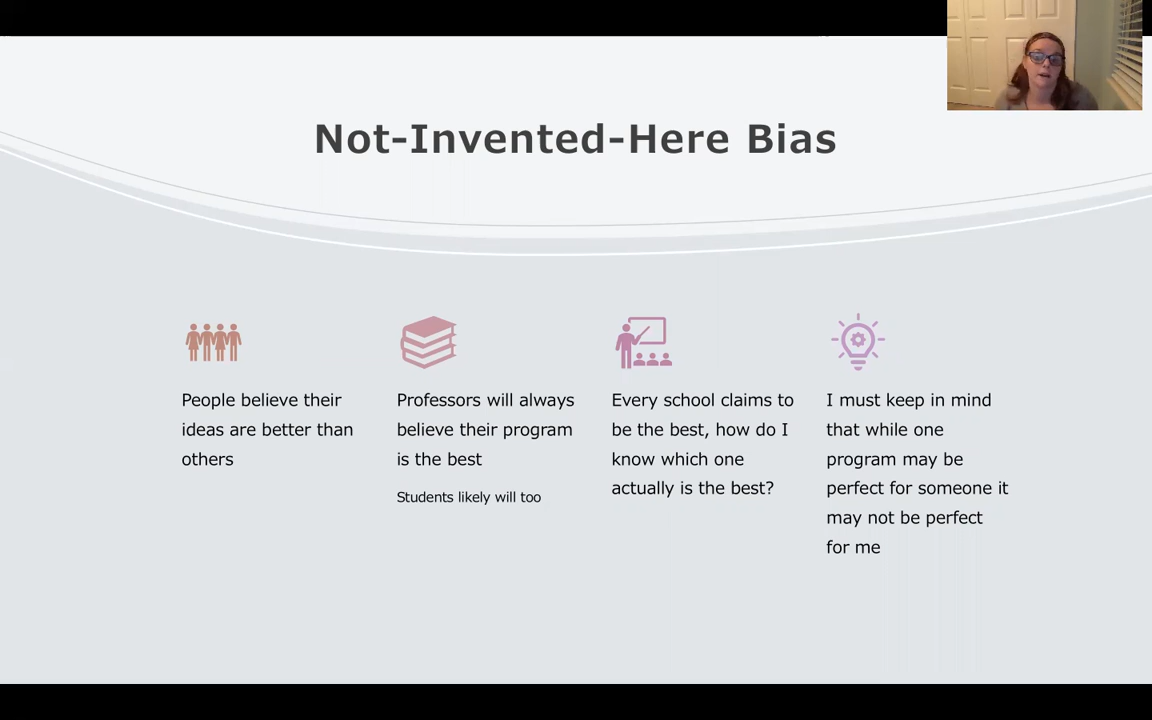 Not-Invented-Here Bias
People believe their
ideas are better than
others
Professors will always
believe their program
is the best
Students likely will too
Every school claims to
be the best, how do I
know which one
actually is the best?
I must keep in mind
that while one
program may be
perfect for someone it
may not be perfect
for me